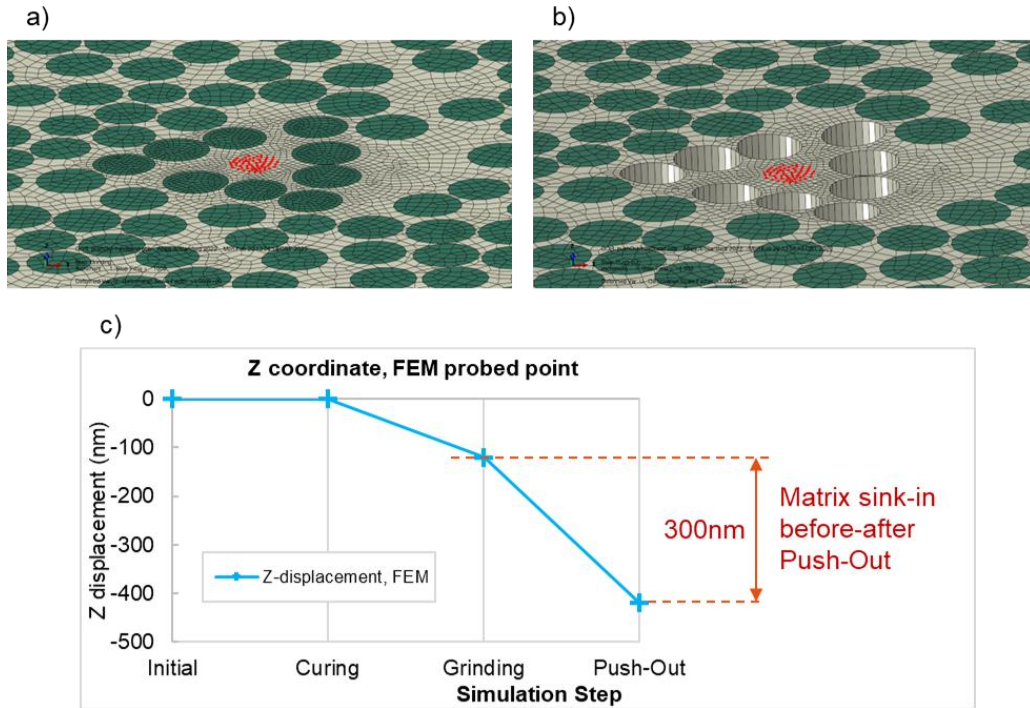 a)
b)
c)
Z coordinate, FEM probed point
0
-100
-200
-300
-400
-500
Z displacement (nm)
Z-displacement, FEM
Initial
Curing
Grinding
Push-Out
Simulation Step
300nm
Matrix sink-in
before-after
Push-Out